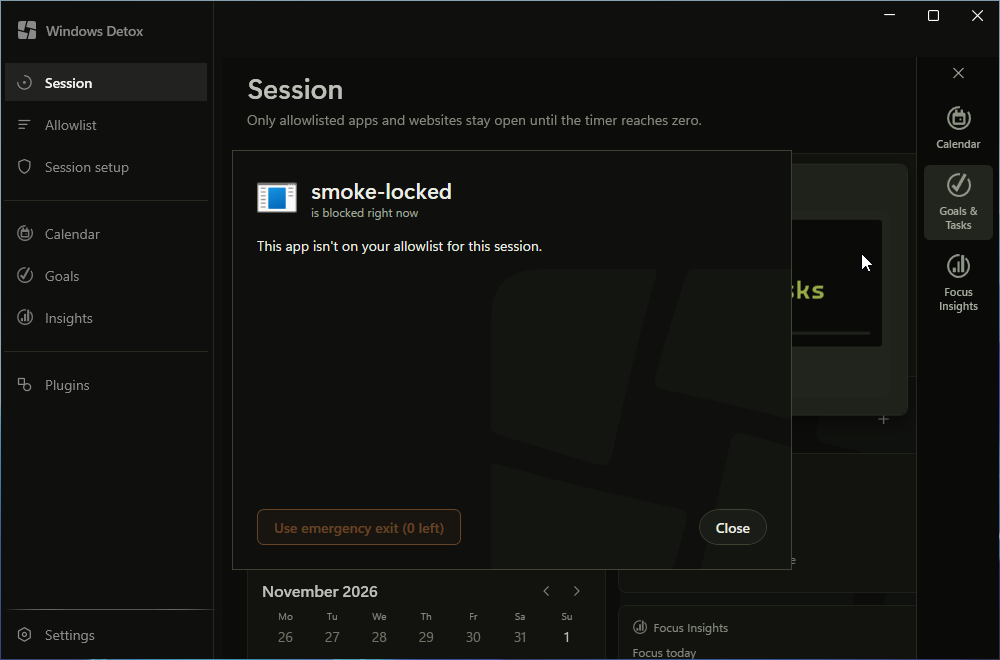 Windows Detox
Session
Allowlist
Session setup
Calendar
Goals
Insights
Plugins
Settings
Session
Only allowlisted apps and websites stay open until the timer reaches zero.
smoke-locked
is blocked right now
This app isn't on your allowlist for this session.
Use emergency exit (0 left)
Close
November 2026
Mo Tu We Th Fr Sa Su
26 27 28 29 30 31 1
Focus Insights
Focus today
Calendar
Goals &
Tasks
Focus
Insights